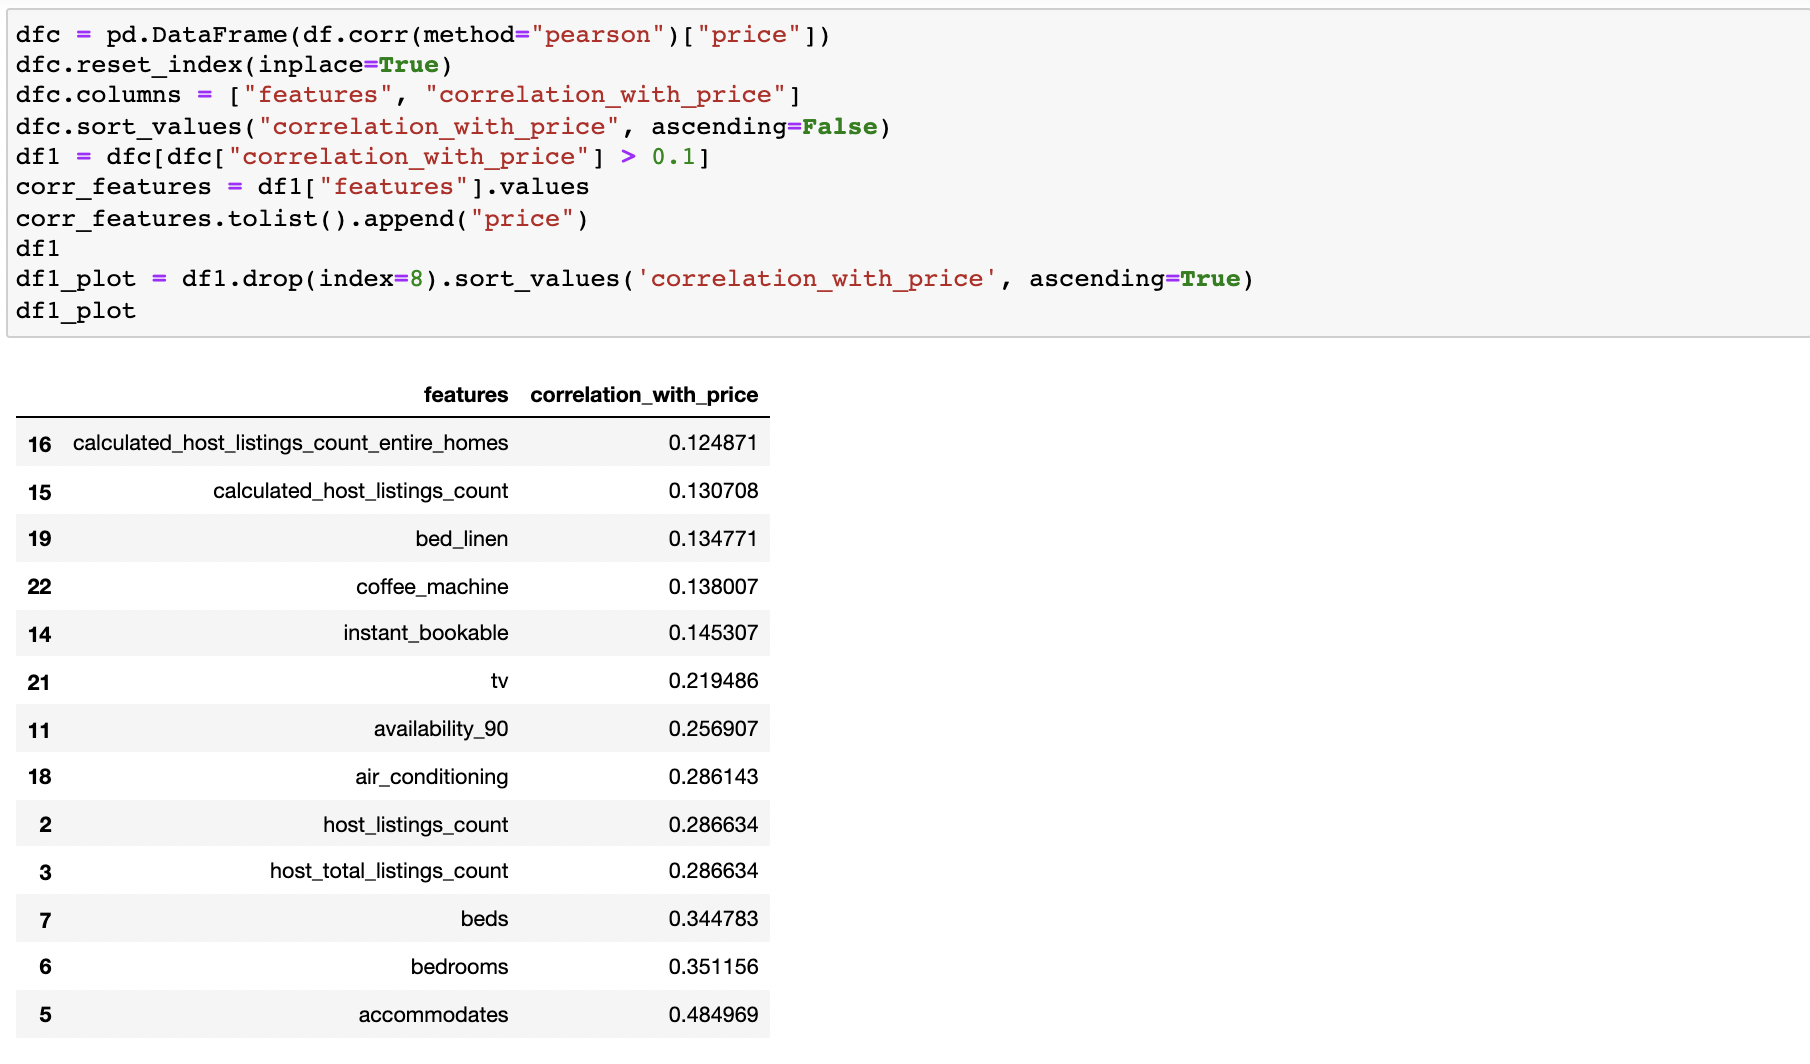 dfc = pd.DataFrame(df.corr(method="pearson")["price"])
dfc.reset_index(inplace=True)
dfc.columns = ["features", "correlation_with_price"]
dfc.sort_values("correlation_with_price", ascending=False)
df1 = dfc[dfc["correlation_with_price"] > 0.1]
corr_features = df1["features"].values
corr_features.tolist().append("price")
df1
df1_plot = df1.drop(index=8).sort_values('correlation_with_price', ascending=True)
df1_plot
features correlation_with_price
16 calculated_host_listings_count_entire_homes 0.124871
15 calculated_host_listings_count 0.130708
19 bed_linen 0.134771
22 coffee_machine 0.138007
14 instant_bookable 0.145307
21 tv 0.219486
11 availability_90 0.256907
18 air_conditioning 0.286143
2 host_listings_count 0.286634
3 host_total_listings_count 0.286634
7 beds 0.344783
6 bedrooms 0.351156
5 accommodates 0.484969